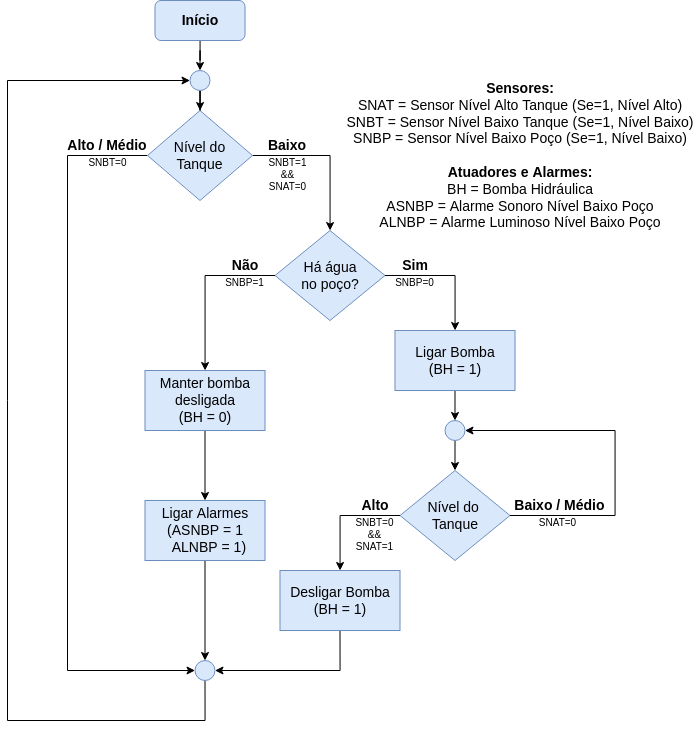 Início
Sensores:
SNAT = Sensor Nível Alto Tanque (Se=1, Nível Alto)
SNBT = Sensor Nível Baixo Tanque (Se=1, Nível Baixo)
SNBP = Sensor Nível Baixo Poço (Se=1, Nível Baixo)
Atuadores e Alarmes:
BH = Bomba Hidráulica
ASNBP = Alarme Sonoro Nível Baixo Poço
ALNBP = Alarme Luminoso Nível Baixo Poço
Alto / Médio
SNBT=0
Nível do
Tanque
Baixo
SNBT=1
&&
SNAT=0
Não
SNBP=1
Há água
no poço?
Sim
SNBP=0
Ligar Bomba
(BH = 1)
Manter bomba
desligada
(BH = 0)
Ligar Alarmes
(ASNBP = 1
ALNBP = 1)
Alto
SNBT=0
&&
SNAT=1
Nível do
Tanque
Baixo / Médio
SNAT=0
Desligar Bomba
(BH = 1)